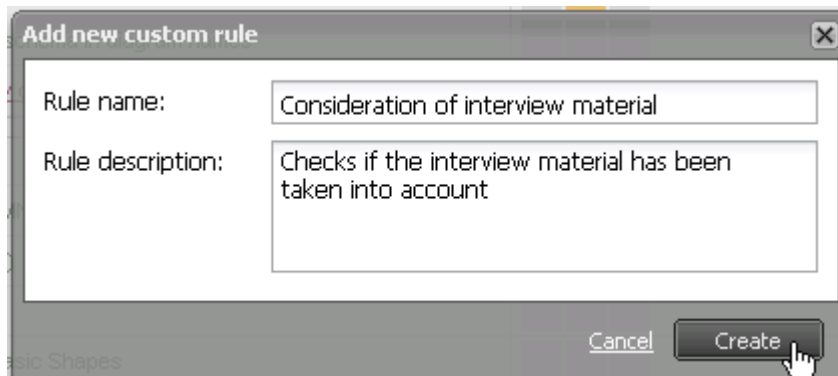 Add new custom rule
Rule name:
Consideration of interview material
Rule description:
Checks if the interview material has been
taken into account
Cancel
Create
asic Shapes